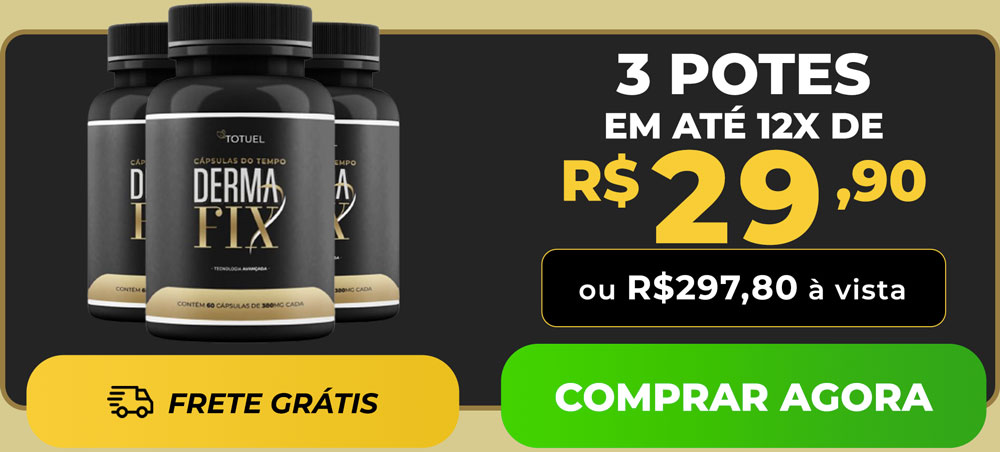 TOTUEL
CÁPSULAS DO TEMPO
DERMA
FIX
- TECNOLOGIA AVANÇADA -
CONTÉM 60 CÁPSULAS DE 300MG CADA
3 POTES
EM ATÉ 12X DE
R$29,90
ou R$297,80 à vista
FRETE GRÁTIS
COMPRAR AGORA